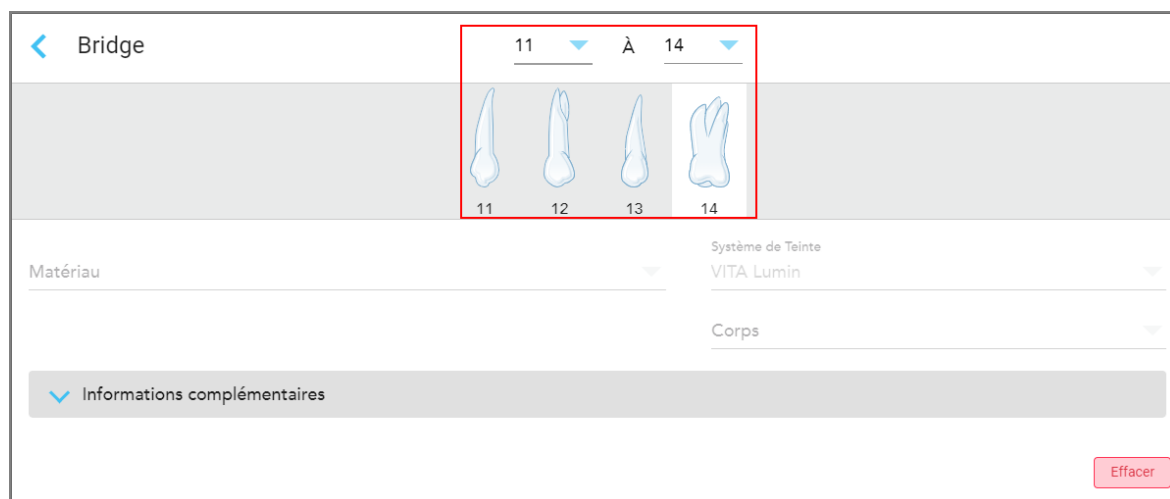 Bridge 11 À 14
11 12 13 14
Système de Teinte
Matériau VITA Lumin
Corps
Informations complémentaires
Effacer